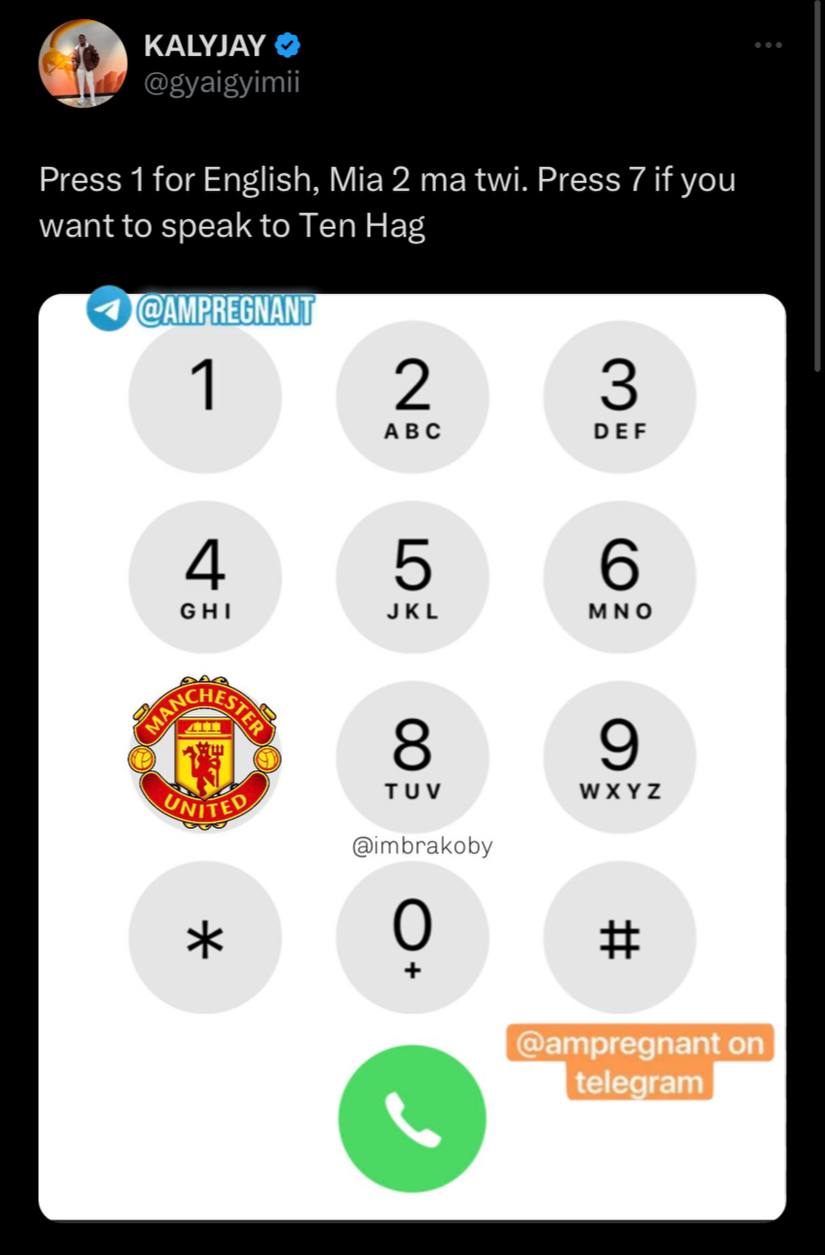 KALYJAY
@gyaigyimii
Press 1 for English, Mia 2 ma twi. Press 7 if you
want to speak to Ten Hag
@AMPREGNANT
1
2
ABC
3
DEF
4
GHI
5
JKL
6
MNO
MANCHESTER
UNITED
8
TUV
9
WXYZ
@imbrakoby
*
0
+
#
@ampregnant on
telegram